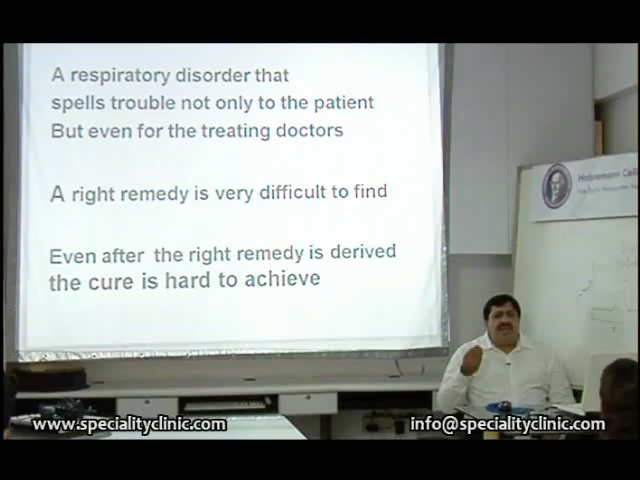 A respiratory disorder that
spells trouble not only to the patient
But even for the treating doctors
A right remedy is very difficult to find
Even after the right remedy is derived
the cure is hard to achieve
Hahnemann Coll
www.specialityclinic.com
info@specialityclinic.com